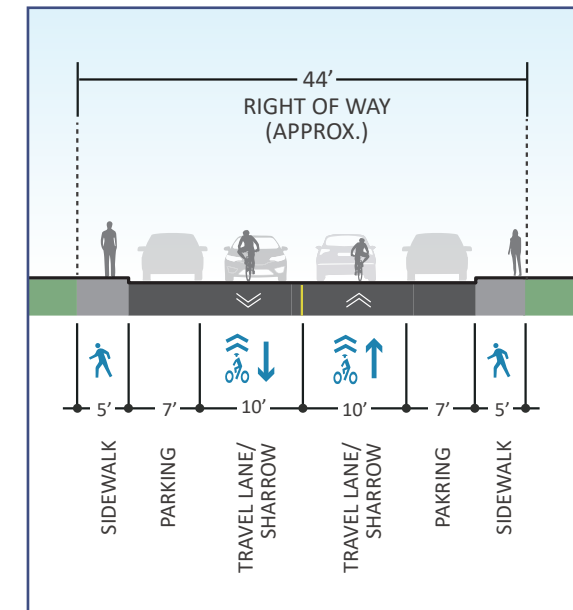 44’
RIGHT OF WAY
(APPROX.)
5’
7’
10’
10’
7’
5’
SIDEWALK
PARKING
TRAVEL LANE/
SHARROW
TRAVEL LANE/
SHARROW
PAKRING
SIDEWALK